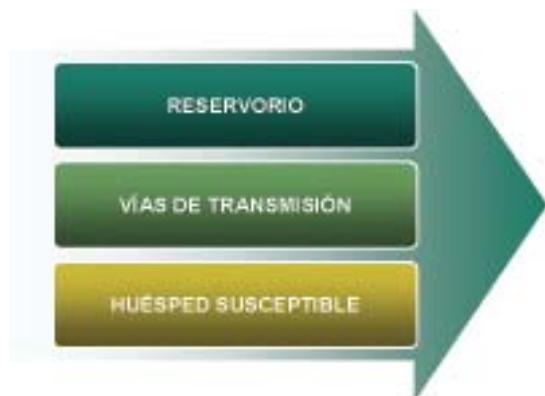 RESERVORIO
VÍAS DE TRANSMISIÓN
HUÉSPED SUSCEPTIBLE